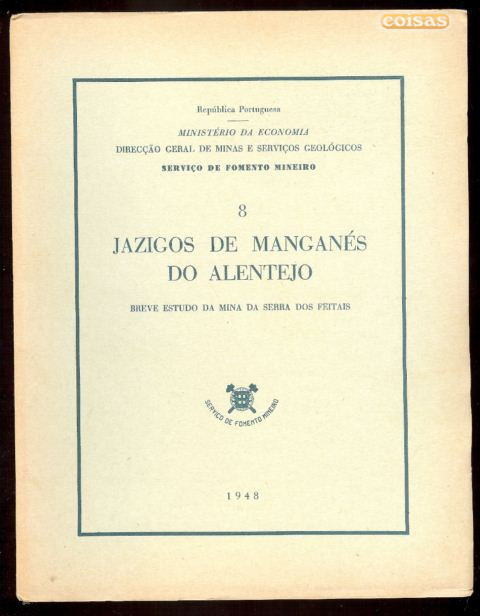 coisas
República Portuguesa
MINISTÉRIO DA ECONOMIA
DIRECÇÃO GERAL DE MINAS E SERVIÇOS GEOLÓGICOS
SERVIÇO DE FOMENTO MINEIRO
8
JAZIGOS DE MANGANÉS
DO ALENTEJO
BREVE ESTUDO DA MINA DA SERRA DOS FEITAIS
SERVIÇO DE FOMENTO MINEIRO
1948